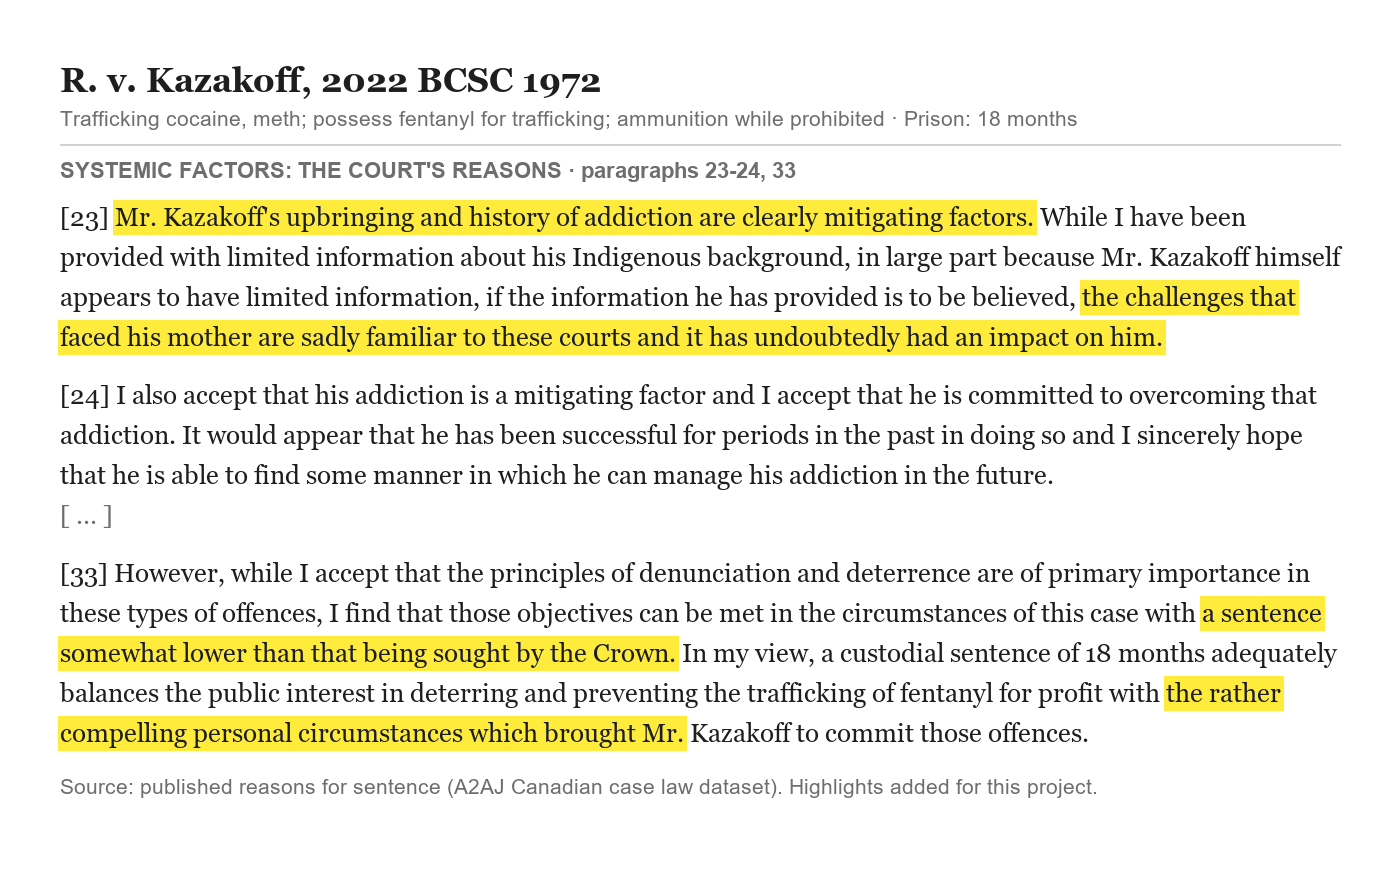 R. v. Kazakoff, 2022 BCSC 1972
Trafficking cocaine, meth; possess fentanyl for trafficking; ammunition while prohibited · Prison: 18 months
SYSTEMIC FACTORS: THE COURT'S REASONS · paragraphs 23-24, 33
[23] Mr. Kazakoff's upbringing and history of addiction are clearly mitigating factors. While I have been
provided with limited information about his Indigenous background, in large part because Mr. Kazakoff himself
appears to have limited information, if the information he has provided is to be believed, the challenges that
faced his mother are sadly familiar to these courts and it has undoubtedly had an impact on him.
[24] I also accept that his addiction is a mitigating factor and I accept that he is committed to overcoming that
addiction. It would appear that he has been successful for periods in the past in doing so and I sincerely hope
that he is able to find some manner in which he can manage his addiction in the future.
[ ... ]
[33] However, while I accept that the principles of denunciation and deterrence are of primary importance in
these types of offences, I find that those objectives can be met in the circumstances of this case with a sentence
somewhat lower than that being sought by the Crown. In my view, a custodial sentence of 18 months adequately
balances the public interest in deterring and preventing the trafficking of fentanyl for profit with the rather
compelling personal circumstances which brought Mr. Kazakoff to commit those offences.
Source: published reasons for sentence (A2AJ Canadian case law dataset). Highlights added for this project.